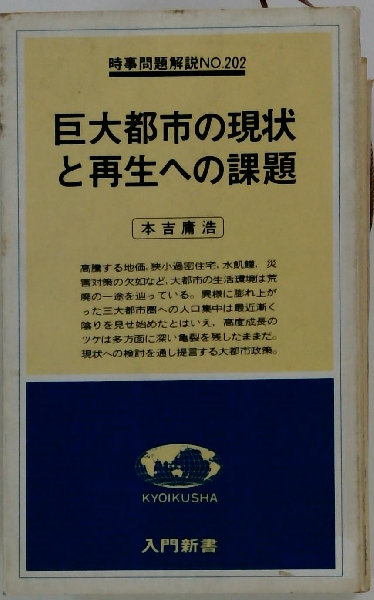 時事問題解説NO.202
巨大都市の現状
と再生への課題
本吉庸浩
高騰する地価、狭小過密住宅、水飢饉、災
害対策の欠如など、大都市の生活環境は荒
廃の一途を辿っている。異様に膨れ上が
った三大都市圏への人口集中は最近漸く
陰りを見せ始めたとはいえ、高度成長の
ツケは多方面に深い亀裂を残したままだ。
現状への検討を通し提言する大都市政策。
KYOIKUSHA
入門新書